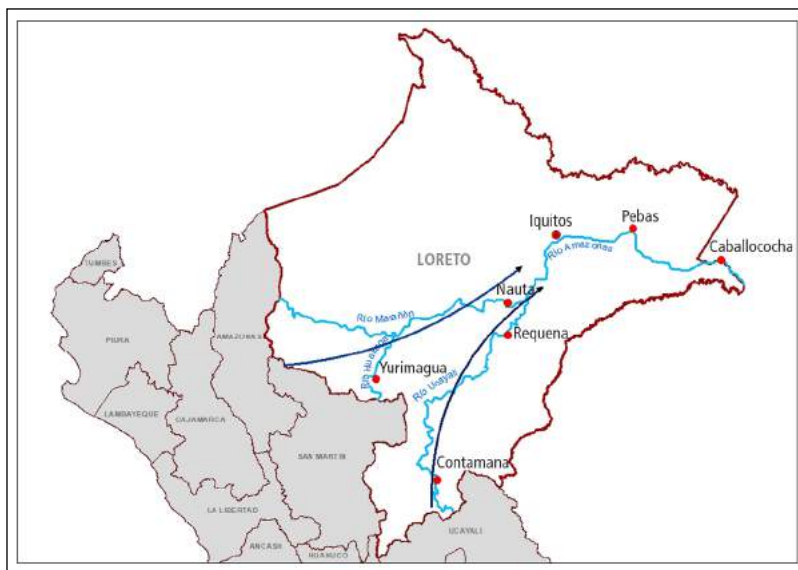 Iquitos
Pebas
Río Amazonas
Caballococha
LORETO
TUMBES
Nauta
Río Marañón
AMAZONAS
PIURA
Requena
Río Huallaga
Yurimagua
Río Ucayas
LAMBAYEQUE
CAJAMARCA
SAN MARTIN
Contamana
LA LIBERTAD
UCAYALI
ANCASH
HUANUCO